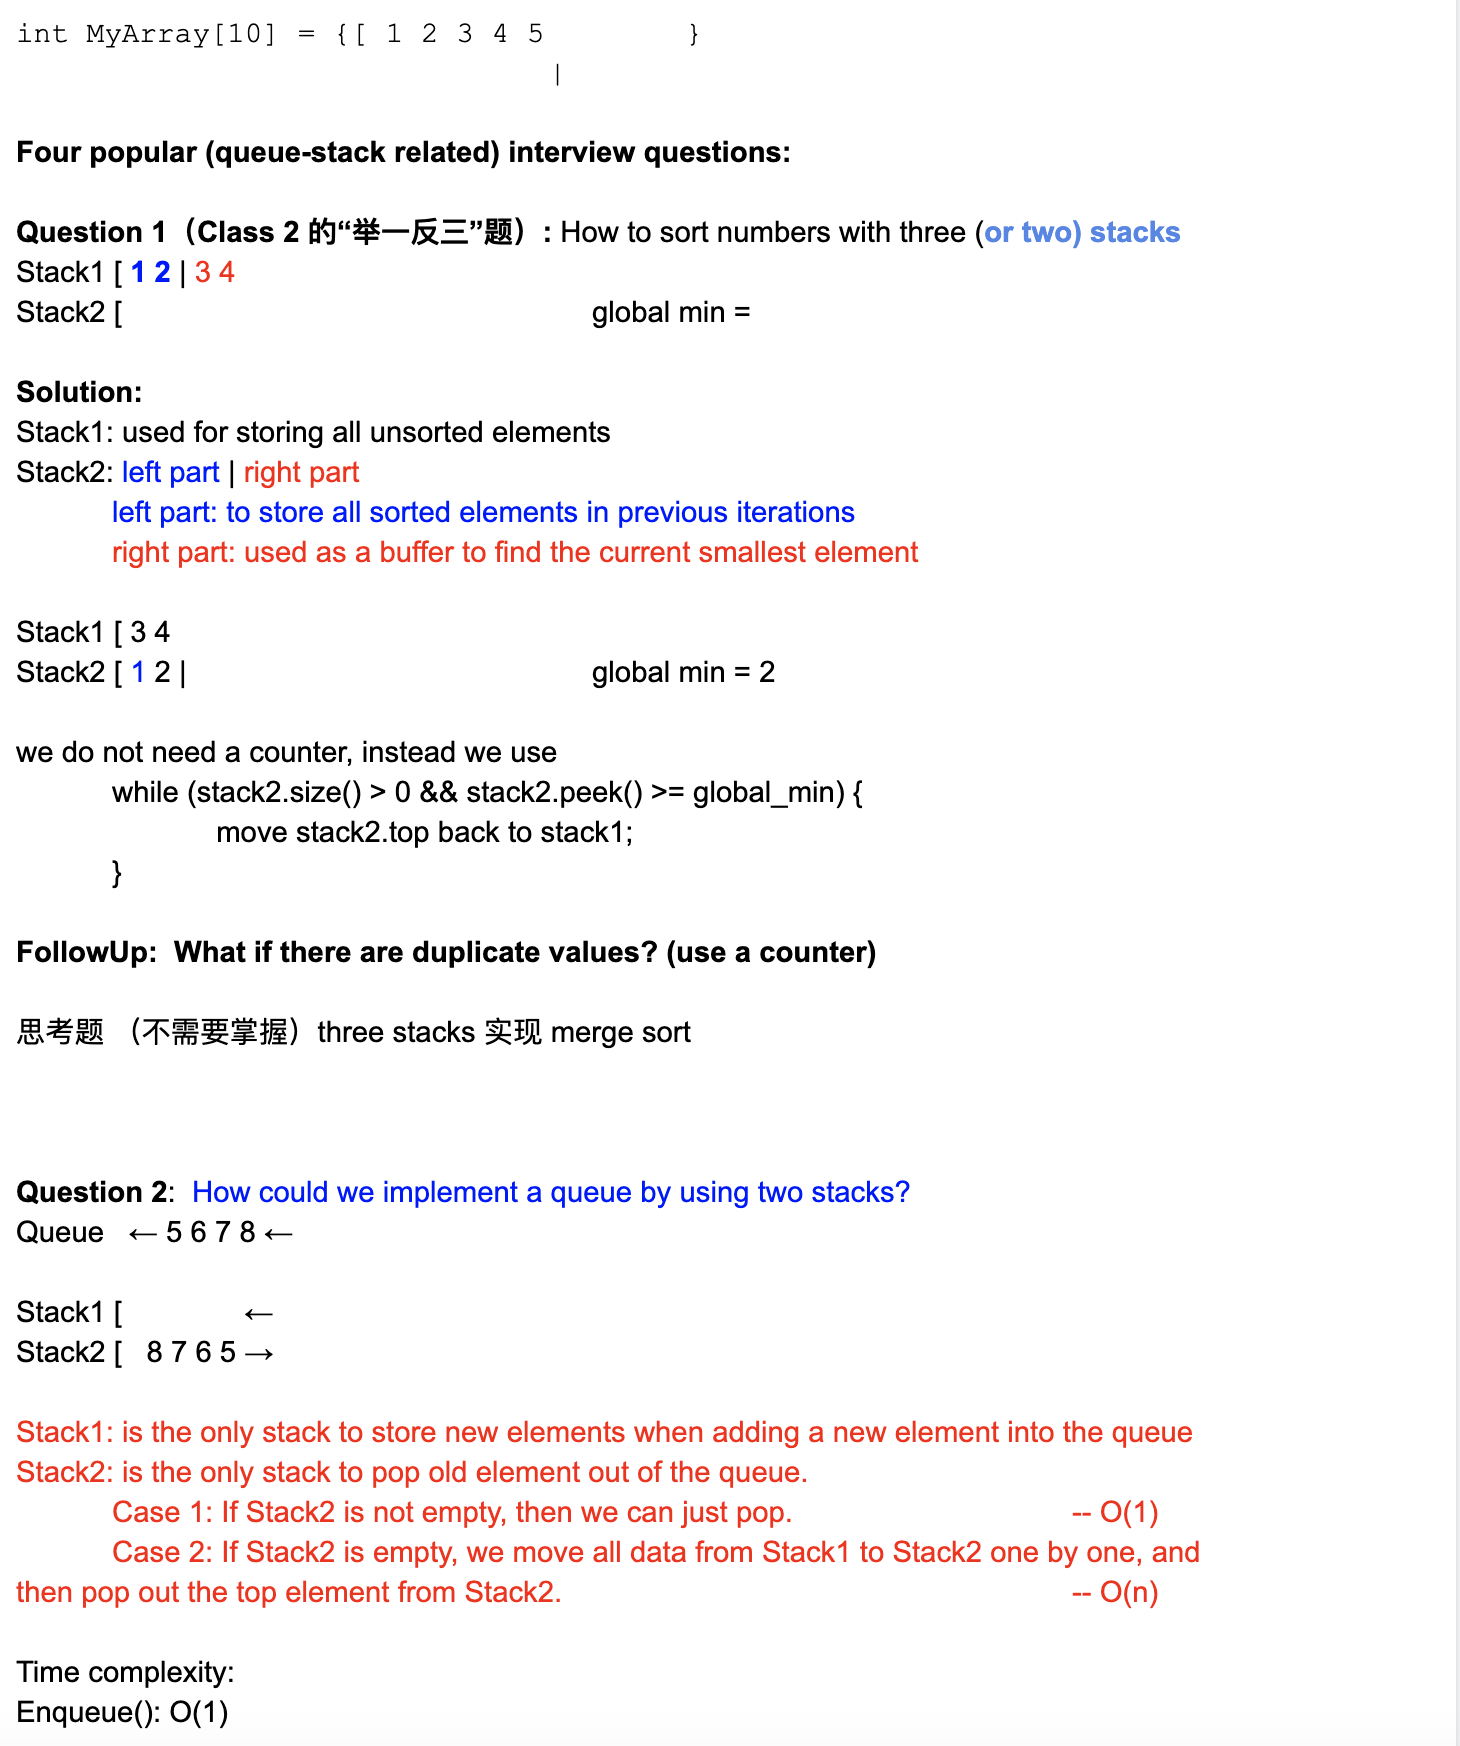 int MyArray[10] = {[ 1 2 3 4 5        }
|
Four popular (queue-stack related) interview questions:
Question 1（Class 2 的“举一反三”题）: How to sort numbers with three (or two) stacks
Stack1 [ 1 2 | 3 4
Stack2 [ global min =
Solution:
Stack1: used for storing all unsorted elements
Stack2: left part | right part
left part: to store all sorted elements in previous iterations
right part: used as a buffer to find the current smallest element
Stack1 [ 3 4
Stack2 [ 1 2 | global min = 2
we do not need a counter, instead we use
while (stack2.size() > 0 && stack2.peek() >= global_min) {
move stack2.top back to stack1;
}
FollowUp:  What if there are duplicate values? (use a counter)
思考题 （不需要掌握）three stacks 实现 merge sort
Question 2:  How could we implement a queue by using two stacks?
Queue   ← 5 6 7 8 ←
Stack1 [ ←
Stack2 [   8 7 6 5 →
Stack1: is the only stack to store new elements when adding a new element into the queue
Stack2: is the only stack to pop old element out of the queue.
Case 1: If Stack2 is not empty, then we can just pop. -- O(1)
Case 2: If Stack2 is empty, we move all data from Stack1 to Stack2 one by one, and
then pop out the top element from Stack2. -- O(n)
Time complexity:
Enqueue(): O(1)